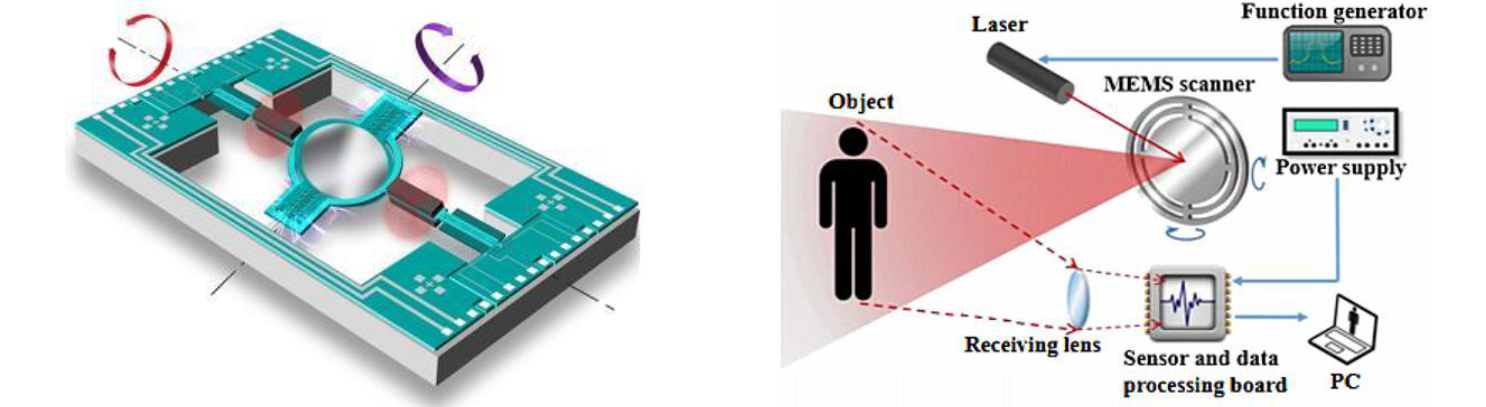 Function generator
Laser
MEMS scanner
Object
Power supply
Receiving lens
Sensor and data
processing board
PC